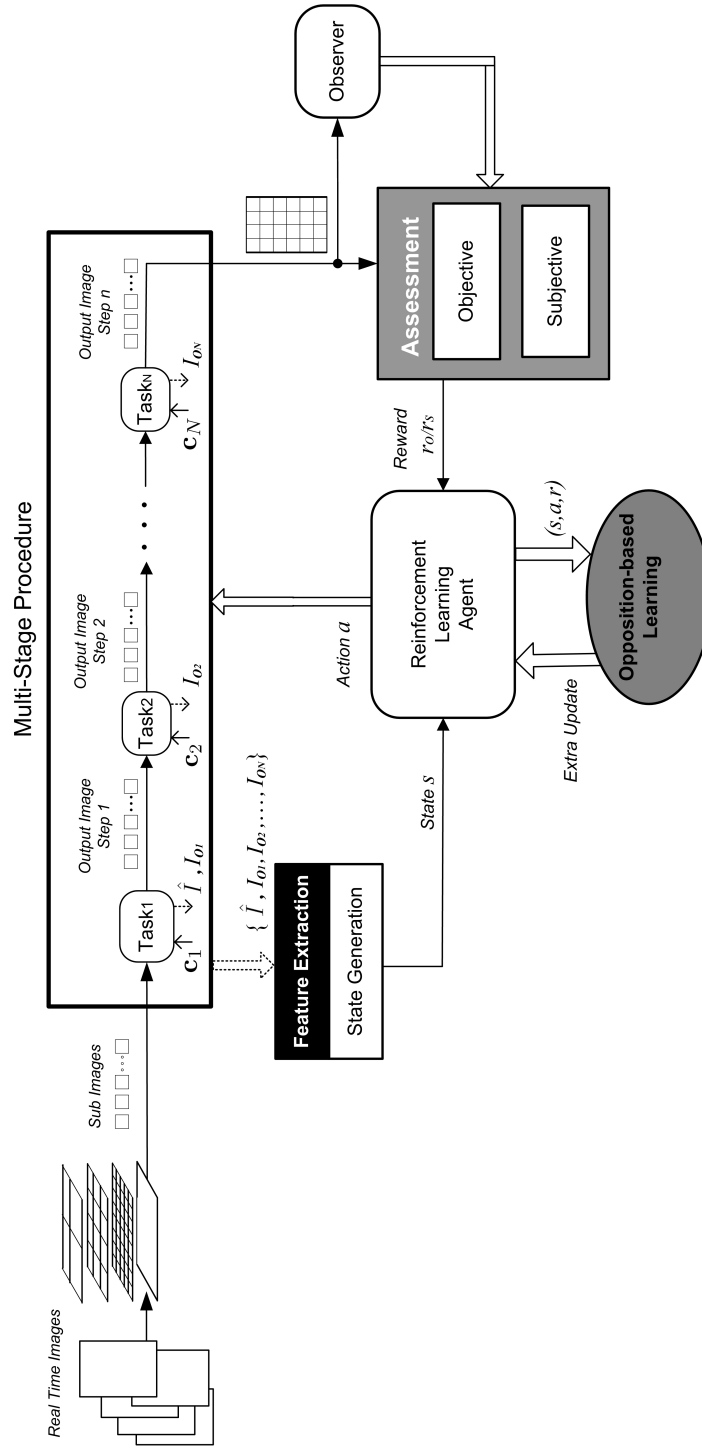 Multi-Stage Procedure
Real Time Images
Sub Images
Output Image
Step 1
Output Image
Step 2
Output Image
Step n
Task1
Task2
. . .
TaskN
c1
Î , IO1
c2
IO2
cN
ION
{ Î , IO1, IO2, ..., ION}
Feature Extraction
State Generation
State s
Action a
Reinforcement
Learning
Agent
Reward
ro/rs
Assessment
Objective
Subjective
Observer
Extra Update
(s,a,r)
Opposition-based
Learning